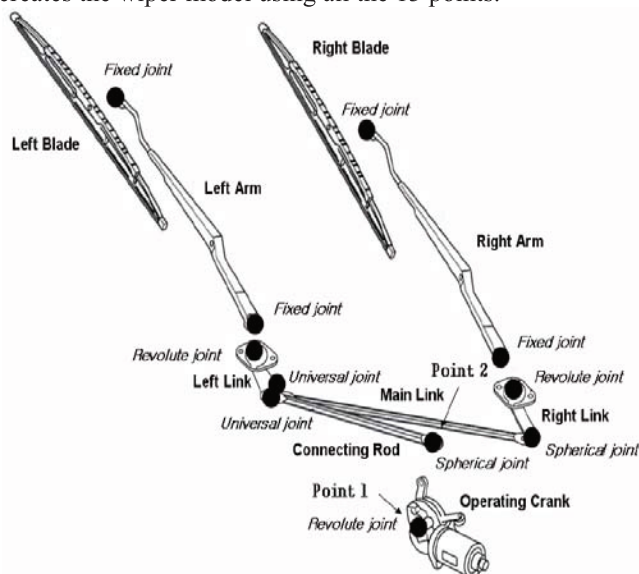 creates the wiper model using all the 13 points.
Right Blade
Fixed joint
Fixed joint
Left Blade
Left Arm
Right Arm
Fixed joint
Fixed joint
Revolute joint
Point 2
Left Link
Universal joint
Main Link
Revolute joint
Universal joint
Right Link
Connecting Rod
Spherical joint
Spherical joint
Point 1
Operating Crank
Revolute joint